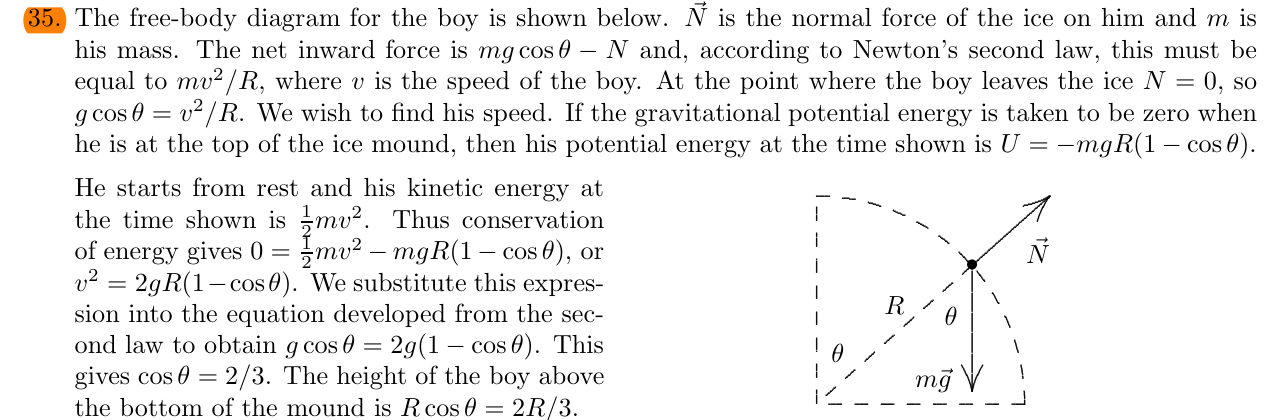 35. The free-body diagram for the boy is shown below. $\vec{N}$ is the normal force of the ice on him and $m$ is
his mass. The net inward force is $mg\cos\theta - N$ and, according to Newton's second law, this must be
equal to $mv^2/R$, where $v$ is the speed of the boy. At the point where the boy leaves the ice $N = 0$, so
$g\cos\theta = v^2/R$. We wish to find his speed. If the gravitational potential energy is taken to be zero when
he is at the top of the ice mound, then his potential energy at the time shown is $U = -mgR(1 - \cos\theta)$.
He starts from rest and his kinetic energy at
the time shown is $\frac{1}{2}mv^2$. Thus conservation
of energy gives $0 = \frac{1}{2}mv^2 - mgR(1 - \cos\theta)$, or
$v^2 = 2gR(1 - \cos\theta)$. We substitute this expres-
sion into the equation developed from the sec-
ond law to obtain $g\cos\theta = 2g(1 - \cos\theta)$. This
gives $\cos\theta = 2/3$. The height of the boy above
the bottom of the mound is $R\cos\theta = 2R/3$.
$\vec{N}$
$R$
$\theta$
$\theta$
$m\vec{g}$